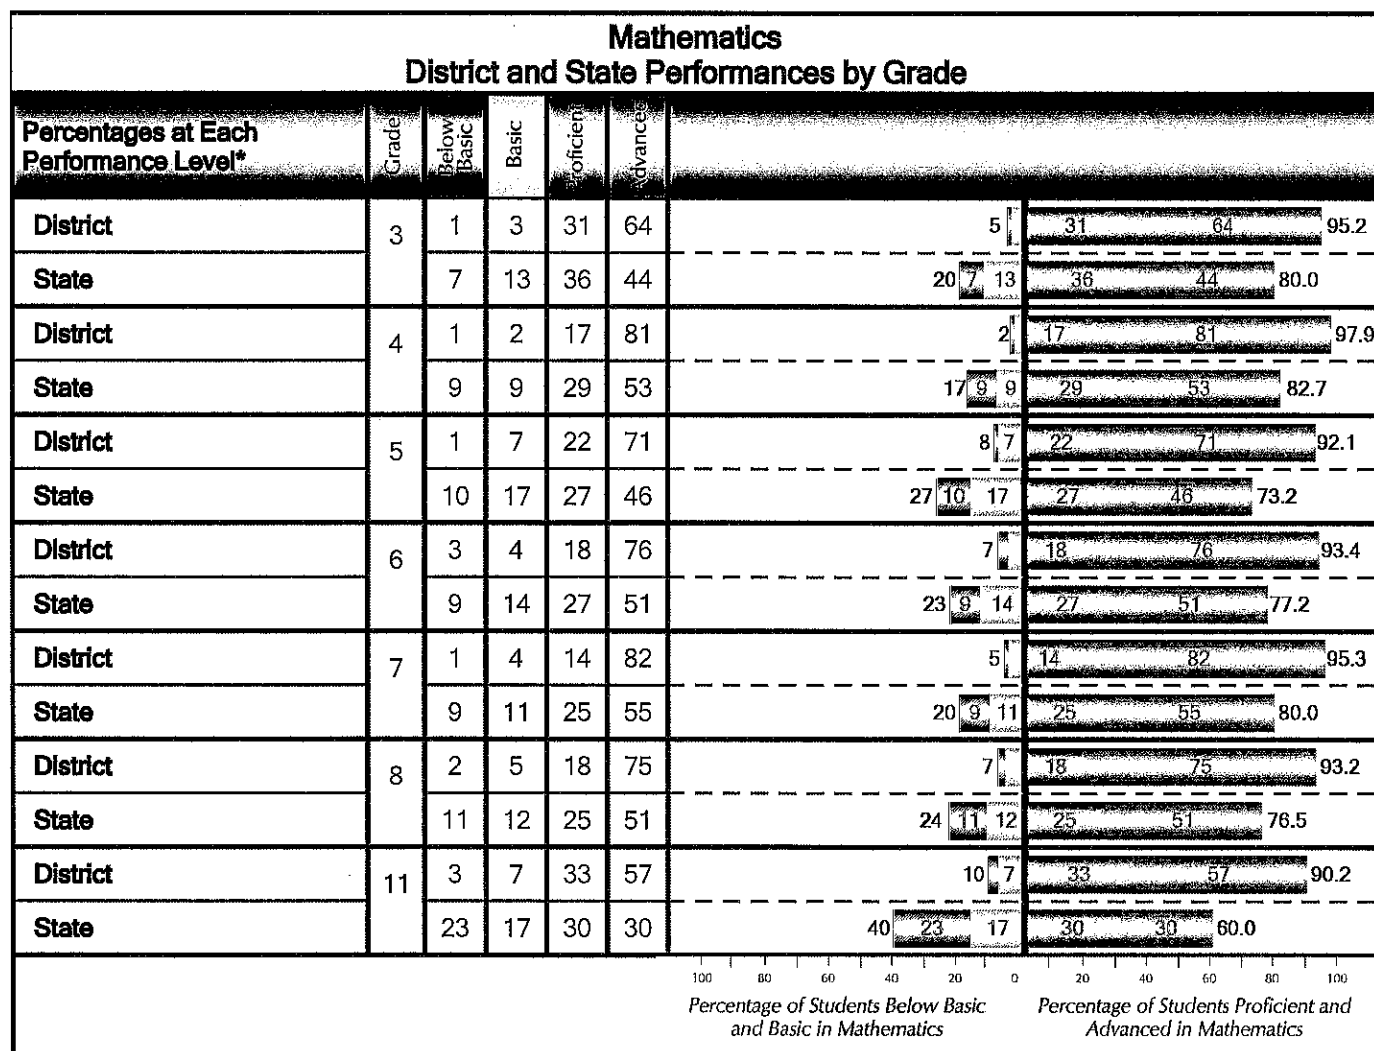 Mathematics
District and State Performances by Grade
Percentages at Each
Performance Level*
Grade
Below
Basic
Basic
Proficient
Advanced
District 3 1 3 31 64 5 31 64 95.2
State 7 13 36 44 20 7 13 36 44 80.0
District 4 1 2 17 81 2 17 81 97.9
State 9 9 29 53 17 9 9 29 53 82.7
District 5 1 7 22 71 8 7 22 71 92.1
State 10 17 27 46 27 10 17 27 46 73.2
District 6 3 4 18 76 7 18 76 93.4
State 9 14 27 51 23 9 14 27 51 77.2
District 7 1 4 14 82 5 14 82 95.3
State 9 11 25 55 20 9 11 25 55 80.0
District 8 2 5 18 75 7 18 75 93.2
State 11 12 25 51 24 11 12 25 51 76.5
District 11 3 7 33 57 10 7 33 57 90.2
State 23 17 30 30 40 23 17 30 30 60.0
100 80 60 40 20 0 20 40 60 80 100
Percentage of Students Below Basic
and Basic in Mathematics
Percentage of Students Proficient and
Advanced in Mathematics